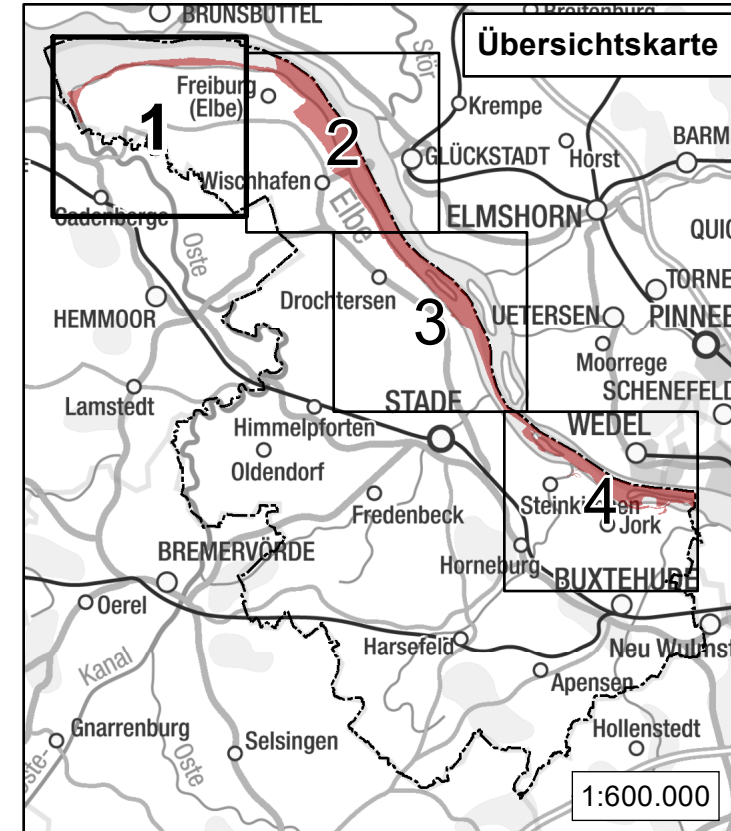 BRUNSBÜTTEL
Breitenburg
Übersichtskarte
Stör
Freiburg
(Elbe)
Krempe
1
2
BARM
GLÜCKSTADT
Horst
Wischhafen
Cadenberge
Elbe
ELMSHORN
QUIC
Oste
TORNE
Drochtersen
3
HEMMOOR
UETERSEN
PINNEB
Moorrege
SCHENEFELD
Lamstedt
STADE
WEDEL
Himmelpforten
Oldendorf
4
Fredenbeck
Jork
BREMERVÖRDE
Horneburg
BUXTEHUDE
Oerel
Harsefeld
Neu Wulmst
Kanal
Apensen
Gnarrenburg
Selsingen
Hollenstedt
Oste
Oste-
1:600.000